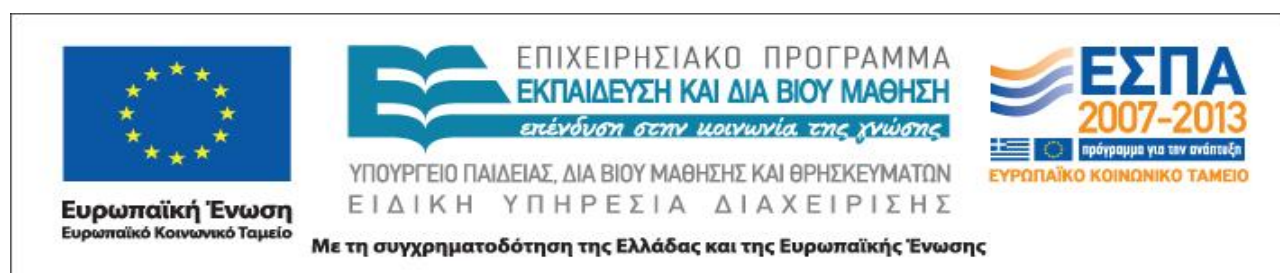 Ευρωπαϊκή Ένωση
Ευρωπαϊκό Κοινωνικό Ταμείο
ΕΠΙΧΕΙΡΗΣΙΑΚΟ ΠΡΟΓΡΑΜΜΑ
ΕΚΠΑΙΔΕΥΣΗ ΚΑΙ ΔΙΑ ΒΙΟΥ ΜΑΘΗΣΗ
επένδυση στην κοινωνία της γνώσης
ΥΠΟΥΡΓΕΙΟ ΠΑΙΔΕΙΑΣ, ΔΙΑ ΒΙΟΥ ΜΑΘΗΣΗΣ ΚΑΙ ΘΡΗΣΚΕΥΜΑΤΩΝ
ΕΙΔΙΚΗ ΥΠΗΡΕΣΙΑ ΔΙΑΧΕΙΡΙΣΗΣ
ΕΣΠΑ
2007-2013
πρόγραμμα για την ανάπτυξη
ΕΥΡΩΠΑΪΚΟ ΚΟΙΝΩΝΙΚΟ ΤΑΜΕΙΟ
Με τη συγχρηματοδότηση της Ελλάδας και της Ευρωπαϊκής Ένωσης